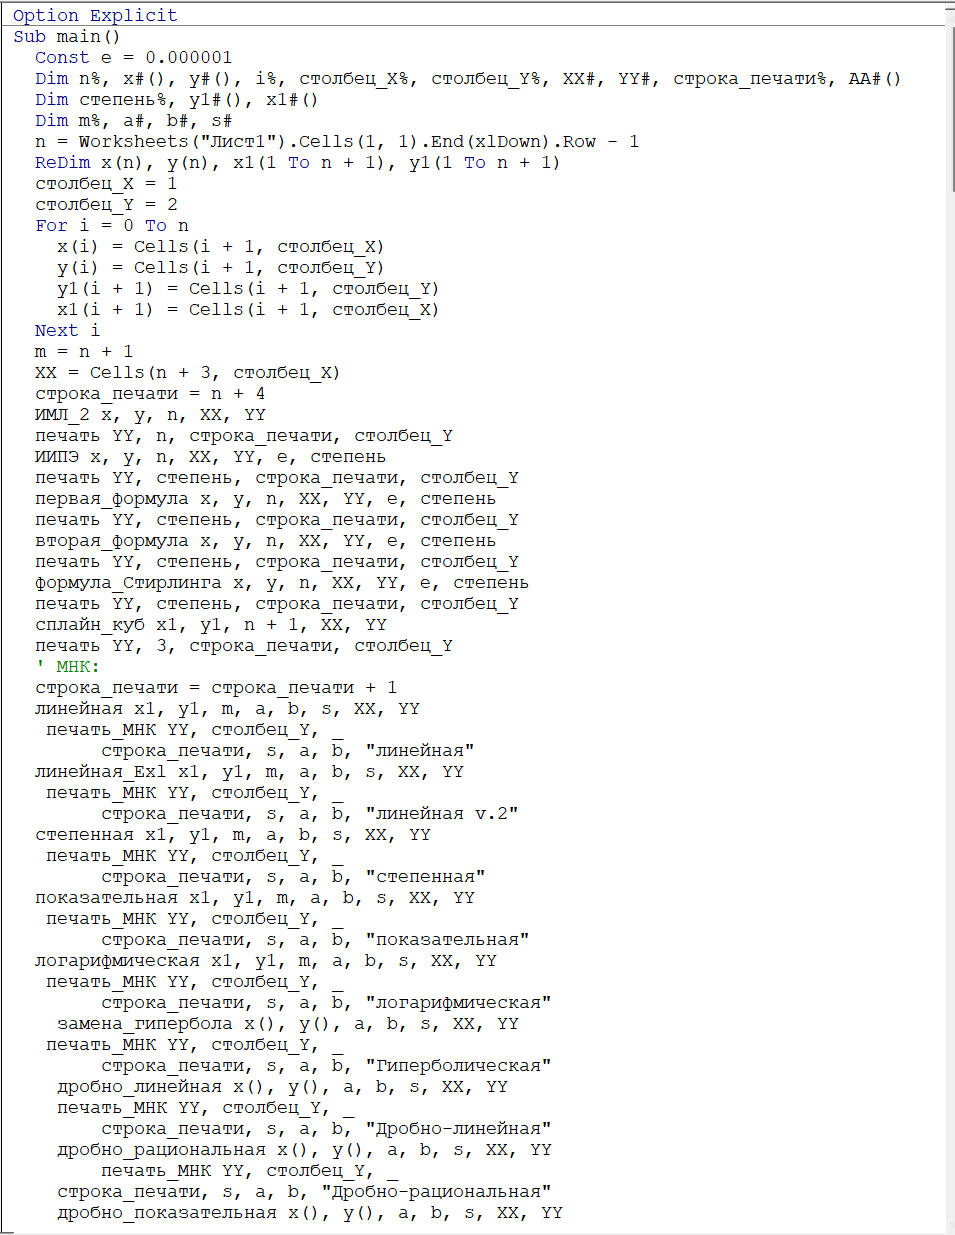 Option Explicit
Sub main()
Const e = 0.000001
Dim n%, x#(), y#(), i%, столбец_X%, столбец_Y%, XX#, YY#, строка_печати%, AA#()
Dim степень%, y1#(), x1#()
Dim m%, a#, b#, s#
n = Worksheets("Лист1").Cells(1, 1).End(xlDown).Row - 1
ReDim x(n), y(n), x1(1 To n + 1), y1(1 To n + 1)
столбец_X = 1
столбец_Y = 2
For i = 0 To n
x(i) = Cells(i + 1, столбец_X)
y(i) = Cells(i + 1, столбец_Y)
y1(i + 1) = Cells(i + 1, столбец_Y)
x1(i + 1) = Cells(i + 1, столбец_X)
Next i
m = n + 1
XX = Cells(n + 3, столбец_X)
строка_печати = n + 4
ИМЛ_2 x, y, n, XX, YY
печать YY, n, строка_печати, столбец_Y
ИИПЭ x, y, n, XX, YY, e, степень
печать YY, степень, строка_печати, столбец_Y
первая_формула x, y, n, XX, YY, e, степень
печать YY, степень, строка_печати, столбец_Y
вторая_формула x, y, n, XX, YY, e, степень
печать YY, степень, строка_печати, столбец_Y
формула_Стирлинга x, y, n, XX, YY, e, степень
печать YY, степень, строка_печати, столбец_Y
сплайн_куб x1, y1, n + 1, XX, YY
печать YY, 3, строка_печати, столбец_Y
' МНК:
строка_печати = строка_печати + 1
линейная x1, y1, m, a, b, s, XX, YY
печать_МНК YY, столбец_Y, _
строка_печати, s, a, b, "линейная"
линейная_Exl x1, y1, m, a, b, s, XX, YY
печать_МНК YY, столбец_Y, _
строка_печати, s, a, b, "линейная v.2"
степенная x1, y1, m, a, b, s, XX, YY
печать_МНК YY, столбец_Y, _
строка_печати, s, a, b, "степенная"
показательная x1, y1, m, a, b, s, XX, YY
печать_МНК YY, столбец_Y, _
строка_печати, s, a, b, "показательная"
логарифмическая x1, y1, m, a, b, s, XX, YY
печать_МНК YY, столбец_Y, _
строка_печати, s, a, b, "логарифмическая"
замена_гипербола x(), y(), a, b, s, XX, YY
печать_МНК YY, столбец_Y, _
строка_печати, s, a, b, "Гиперболическая"
дробно_линейная x(), y(), a, b, s, XX, YY
печать_МНК YY, столбец_Y, _
строка_печати, s, a, b, "Дробно-линейная"
дробно_рациональная x(), y(), a, b, s, XX, YY
печать_МНК YY, столбец_Y, _
строка_печати, s, a, b, "Дробно-рациональная"
дробно_показательная x(), y(), a, b, s, XX, YY